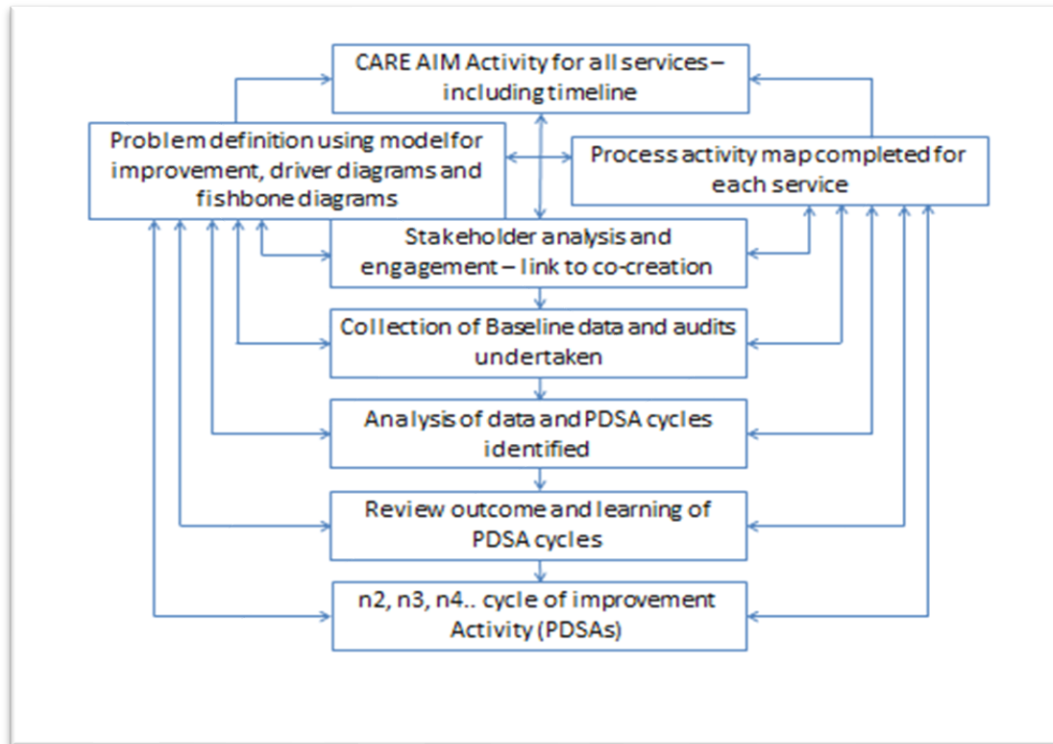 CARE AIM Activity for all services –
including timeline
Problem definition using model for
improvement, driver diagrams and
fishbone diagrams
Process activity map completed for
each service
Stakeholder analysis and
engagement – link to co-creation
Collection of Baseline data and audits
undertaken
Analysis of data and PDSA cycles
identified
Review outcome and learning of
PDSA cycles
n2, n3, n4.. cycle of improvement
Activity (PDSAs)